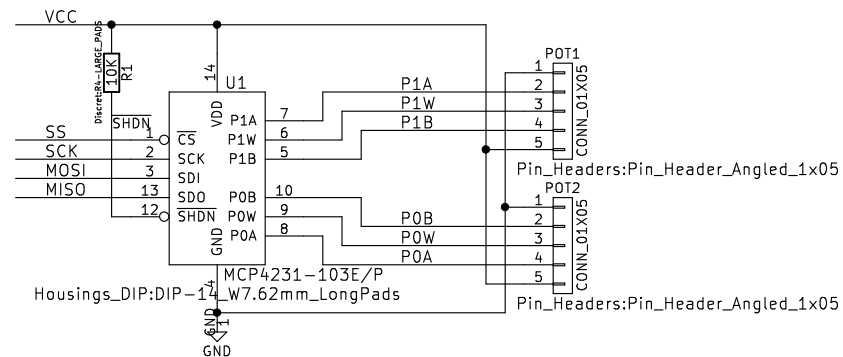 VCC
Discret:R4-LARGE_PADS
10K
R1
SHDN
SS
SCK
MOSI
MISO
1
2
3
13
12
14
U1
VDD
CS
SCK
SDI
SDO
SHDN
P1A
P1W
P1B
P0B
P0W
P0A
GND
7
6
5
10
9
8
4
MCP4231-103E/P
Housings_DIP:DIP-14_W7.62mm_LongPads
GND
1
GND
P1A
P1W
P1B
P0B
P0W
P0A
POT1
1
2
3
4
5
CONN_01X05
Pin_Headers:Pin_Header_Angled_1x05
POT2
1
2
3
4
5
CONN_01X05
Pin_Headers:Pin_Header_Angled_1x05